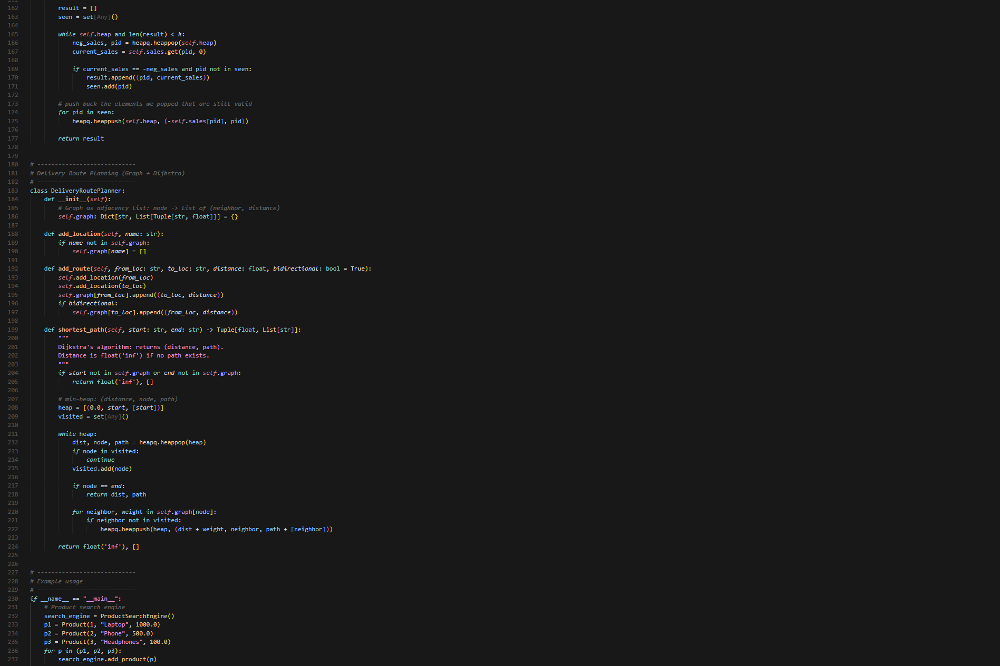 162 result = []
163 seen = set[Any]()
164
165 while self.heap and len(result) < k:
166 neg_sales, pid = heapq.heappop(self.heap)
167 current_sales = self.sales.get(pid, 0)
168
169 if current_sales == -neg_sales and pid not in seen:
170 result.append((pid, current_sales))
171 seen.add(pid)
172
173 # push back the elements we popped that are still valid
174 for pid in seen:
175 heapq.heappush(self.heap, (-self.sales[pid], pid))
176
177 return result
178
179
180 # ----------------------------
181 # Delivery Route Planning (Graph + Dijkstra)
182 # ----------------------------
183 class DeliveryRoutePlanner:
184 def __init__(self):
185 # Graph as adjacency list: node -> list of (neighbor, distance)
186 self.graph: Dict[str, List[Tuple[str, float]]] = {}
187
188 def add_location(self, name: str):
189 if name not in self.graph:
190 self.graph[name] = []
191
192 def add_route(self, from_loc: str, to_loc: str, distance: float, bidirectional: bool = True):
193 self.add_location(from_loc)
194 self.add_location(to_loc)
195 self.graph[from_loc].append((to_loc, distance))
196 if bidirectional:
197 self.graph[to_loc].append((from_loc, distance))
198
199 def shortest_path(self, start: str, end: str) -> Tuple[float, List[str]]:
200 """
201 Dijkstra's algorithm: returns (distance, path).
202 Distance is float('inf') if no path exists.
203 """
204 if start not in self.graph or end not in self.graph:
205 return float('inf'), []
206
207 # min-heap: (distance, node, path)
208 heap = [(0.0, start, [start])]
209 visited = set[Any]()
210
211 while heap:
212 dist, node, path = heapq.heappop(heap)
213 if node in visited:
214 continue
215 visited.add(node)
216
217 if node == end:
218 return dist, path
219
220 for neighbor, weight in self.graph[node]:
221 if neighbor not in visited:
222 heapq.heappush(heap, (dist + weight, neighbor, path + [neighbor]))
223
224 return float('inf'), []
225
226
227 # ----------------------------
228 # Example usage
229 # ----------------------------
230 if __name__ == "__main__":
231 # Product search engine
232 search_engine = ProductSearchEngine()
233 p1 = Product(1, "Laptop", 1000.0)
234 p2 = Product(2, "Phone", 500.0)
235 p3 = Product(3, "Headphones", 100.0)
236 for p in (p1, p2, p3):
237 search_engine.add_product(p)